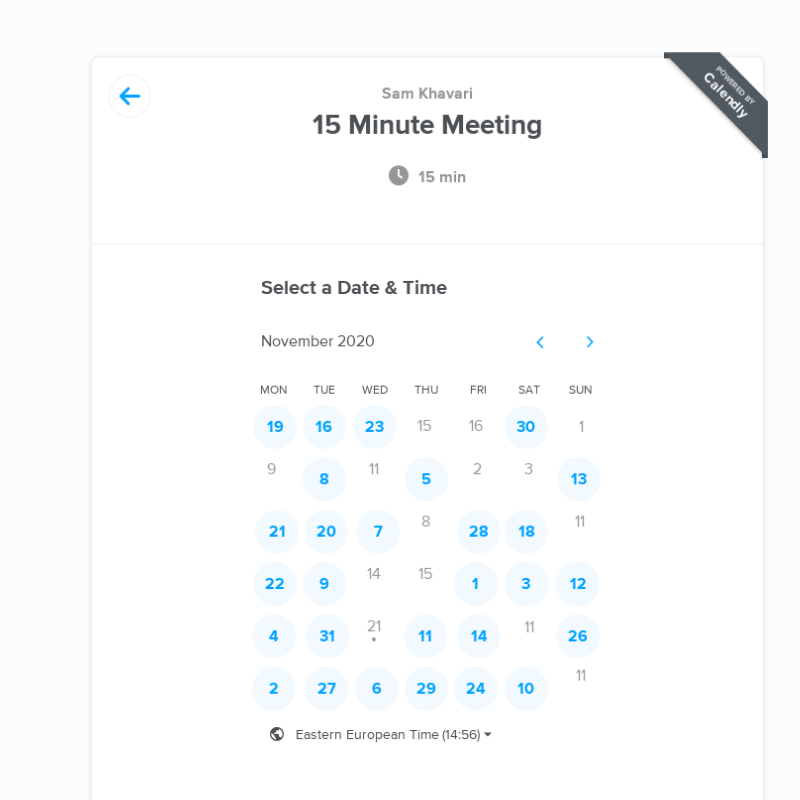 POWERED BY
Calendly
Sam Khavari
15 Minute Meeting
15 min
Select a Date & Time
November 2020
MON TUE WED THU FRI SAT SUN
19 16 23 15 16 30 1
9 8 11 5 2 3 13
21 20 7 8 28 18 11
22 9 14 15 1 3 12
4 31 21 11 14 11 26
2 27 6 29 24 10 11
Eastern European Time (14:56)